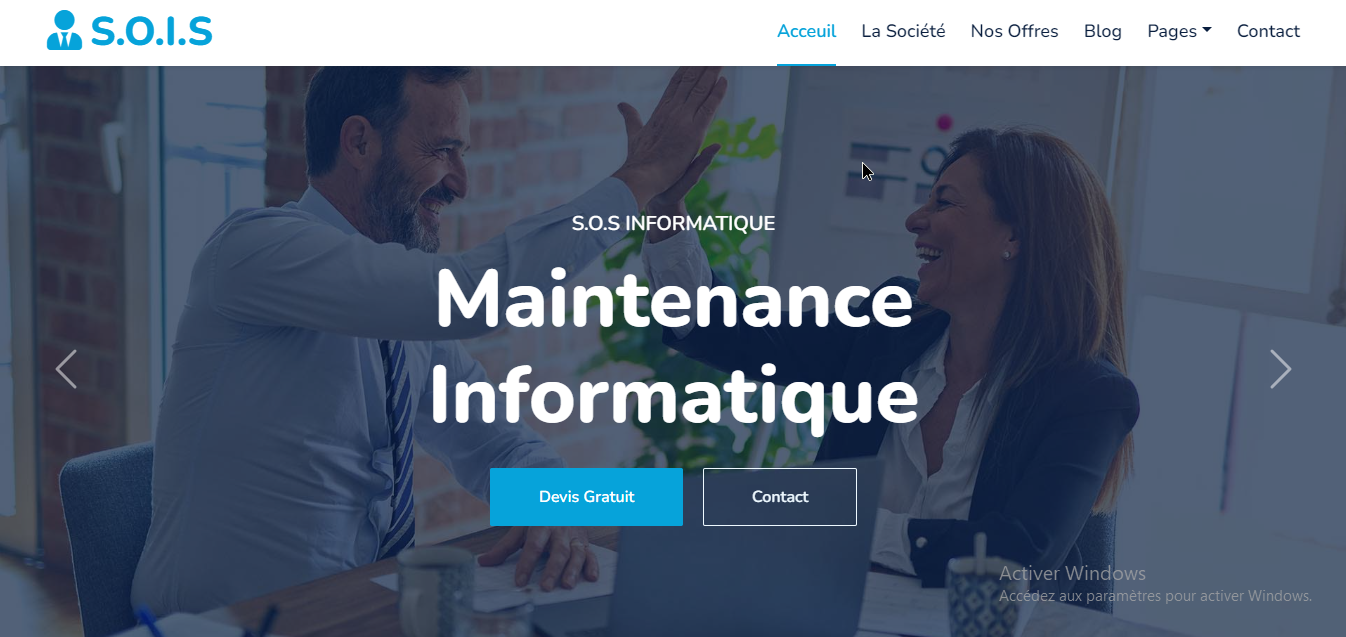 S.O.I.S
Acceuil La Société Nos Offres Blog Pages Contact
S.O.S INFORMATIQUE
Maintenance
Informatique
Devis Gratuit Contact
Activer Windows
Accédez aux paramètres pour activer Windows.